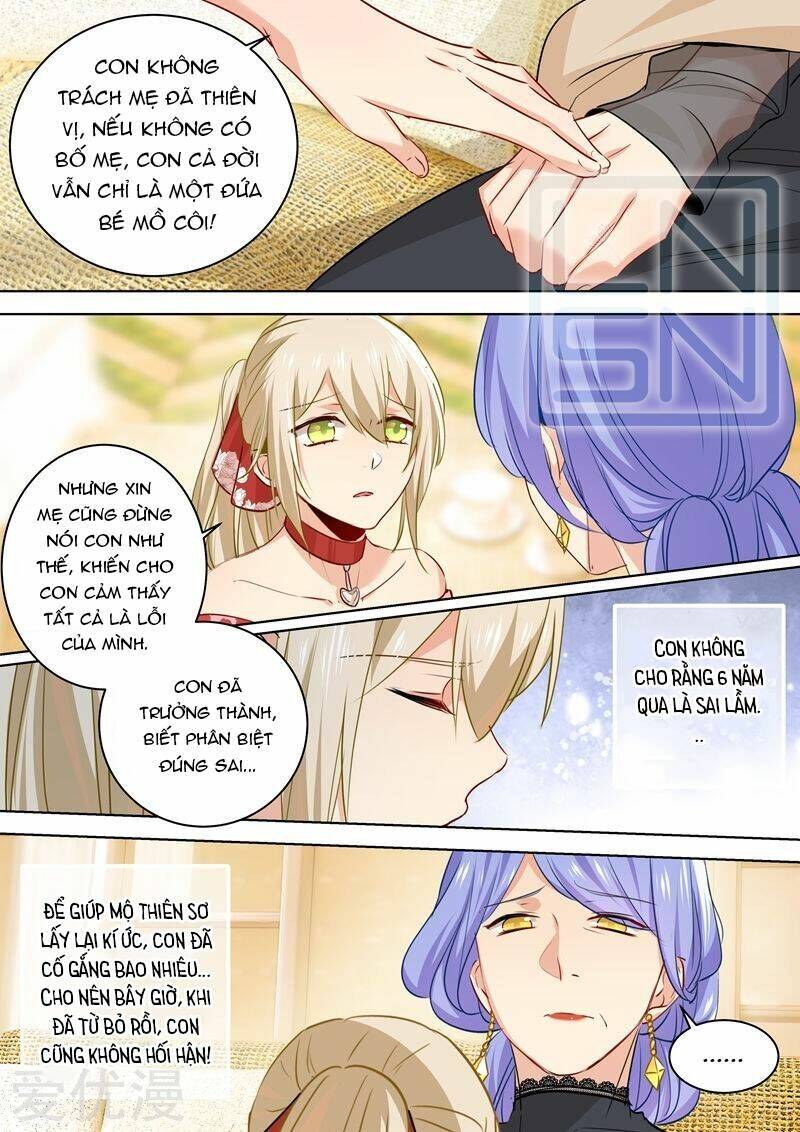 CON KHÔNG
TRÁCH MẸ ĐÃ THIÊN
VỊ, NẾU KHÔNG CÓ
BỐ MẸ, CON CẢ ĐỜI
VẪN CHỈ LÀ MỘT ĐỨA
BÉ MỒ CÔI!
NHƯNG XIN
MẸ CŨNG ĐỪNG
NÓI CON NHƯ
THẾ, KHIẾN CHO
CON CẢM THẤY
TẤT CẢ LÀ LỖI
CỦA MÌNH.
CON ĐÃ
TRƯỞNG THÀNH,
BIẾT PHÂN BIỆT
ĐÚNG SAI...
CON KHÔNG
CHO RẰNG 6 NĂM
QUA LÀ SAI LẦM.
..
ĐỂ GIÚP MỘ THIÊN SƠ
LẤY LẠI KÍ ỨC, CON ĐÃ
CỐ GẮNG BAO NHIÊU...
CHO NÊN BÂY GIỜ, KHI
ĐÃ TỪ BỎ RỒI, CON
CŨNG KHÔNG HỐI HẬN!
......
爱优漫